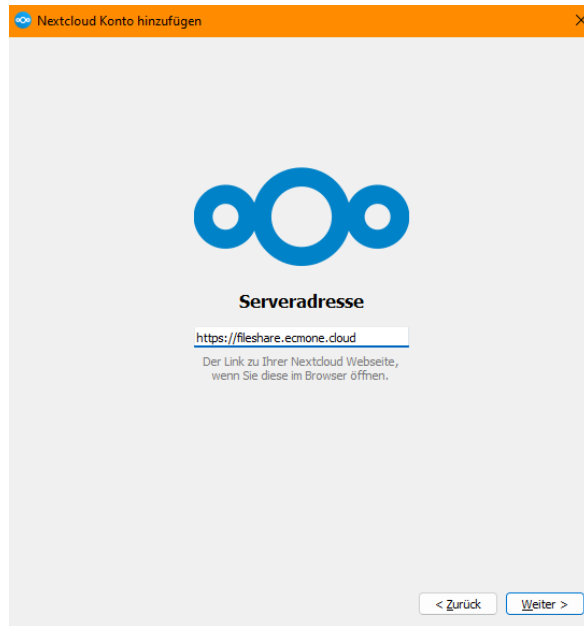 Nextcloud Konto hinzufügen
Serveradresse
https://fileshare.ecmone.cloud
Der Link zu Ihrer Nextcloud Webseite,
wenn Sie diese im Browser öffnen.
< Zurück Weiter >